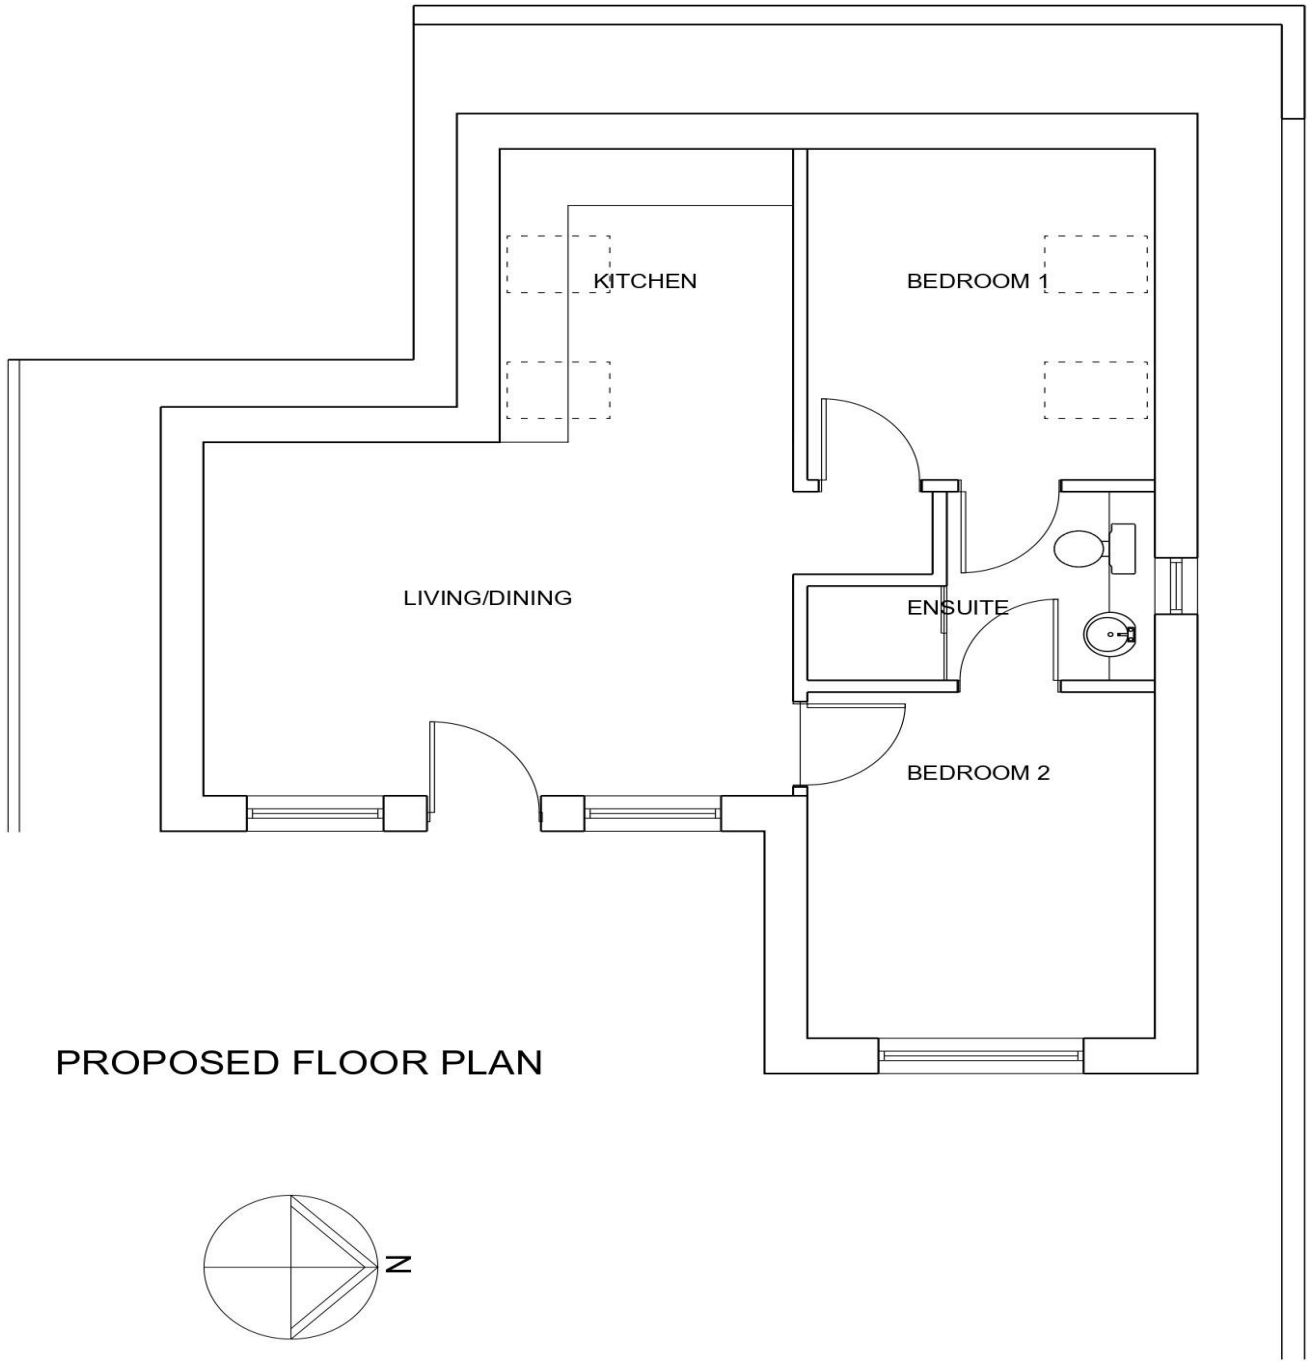 KITCHEN
BEDROOM 1
LIVING/DINING
ENSUITE
BEDROOM 2
PROPOSED FLOOR PLAN
N